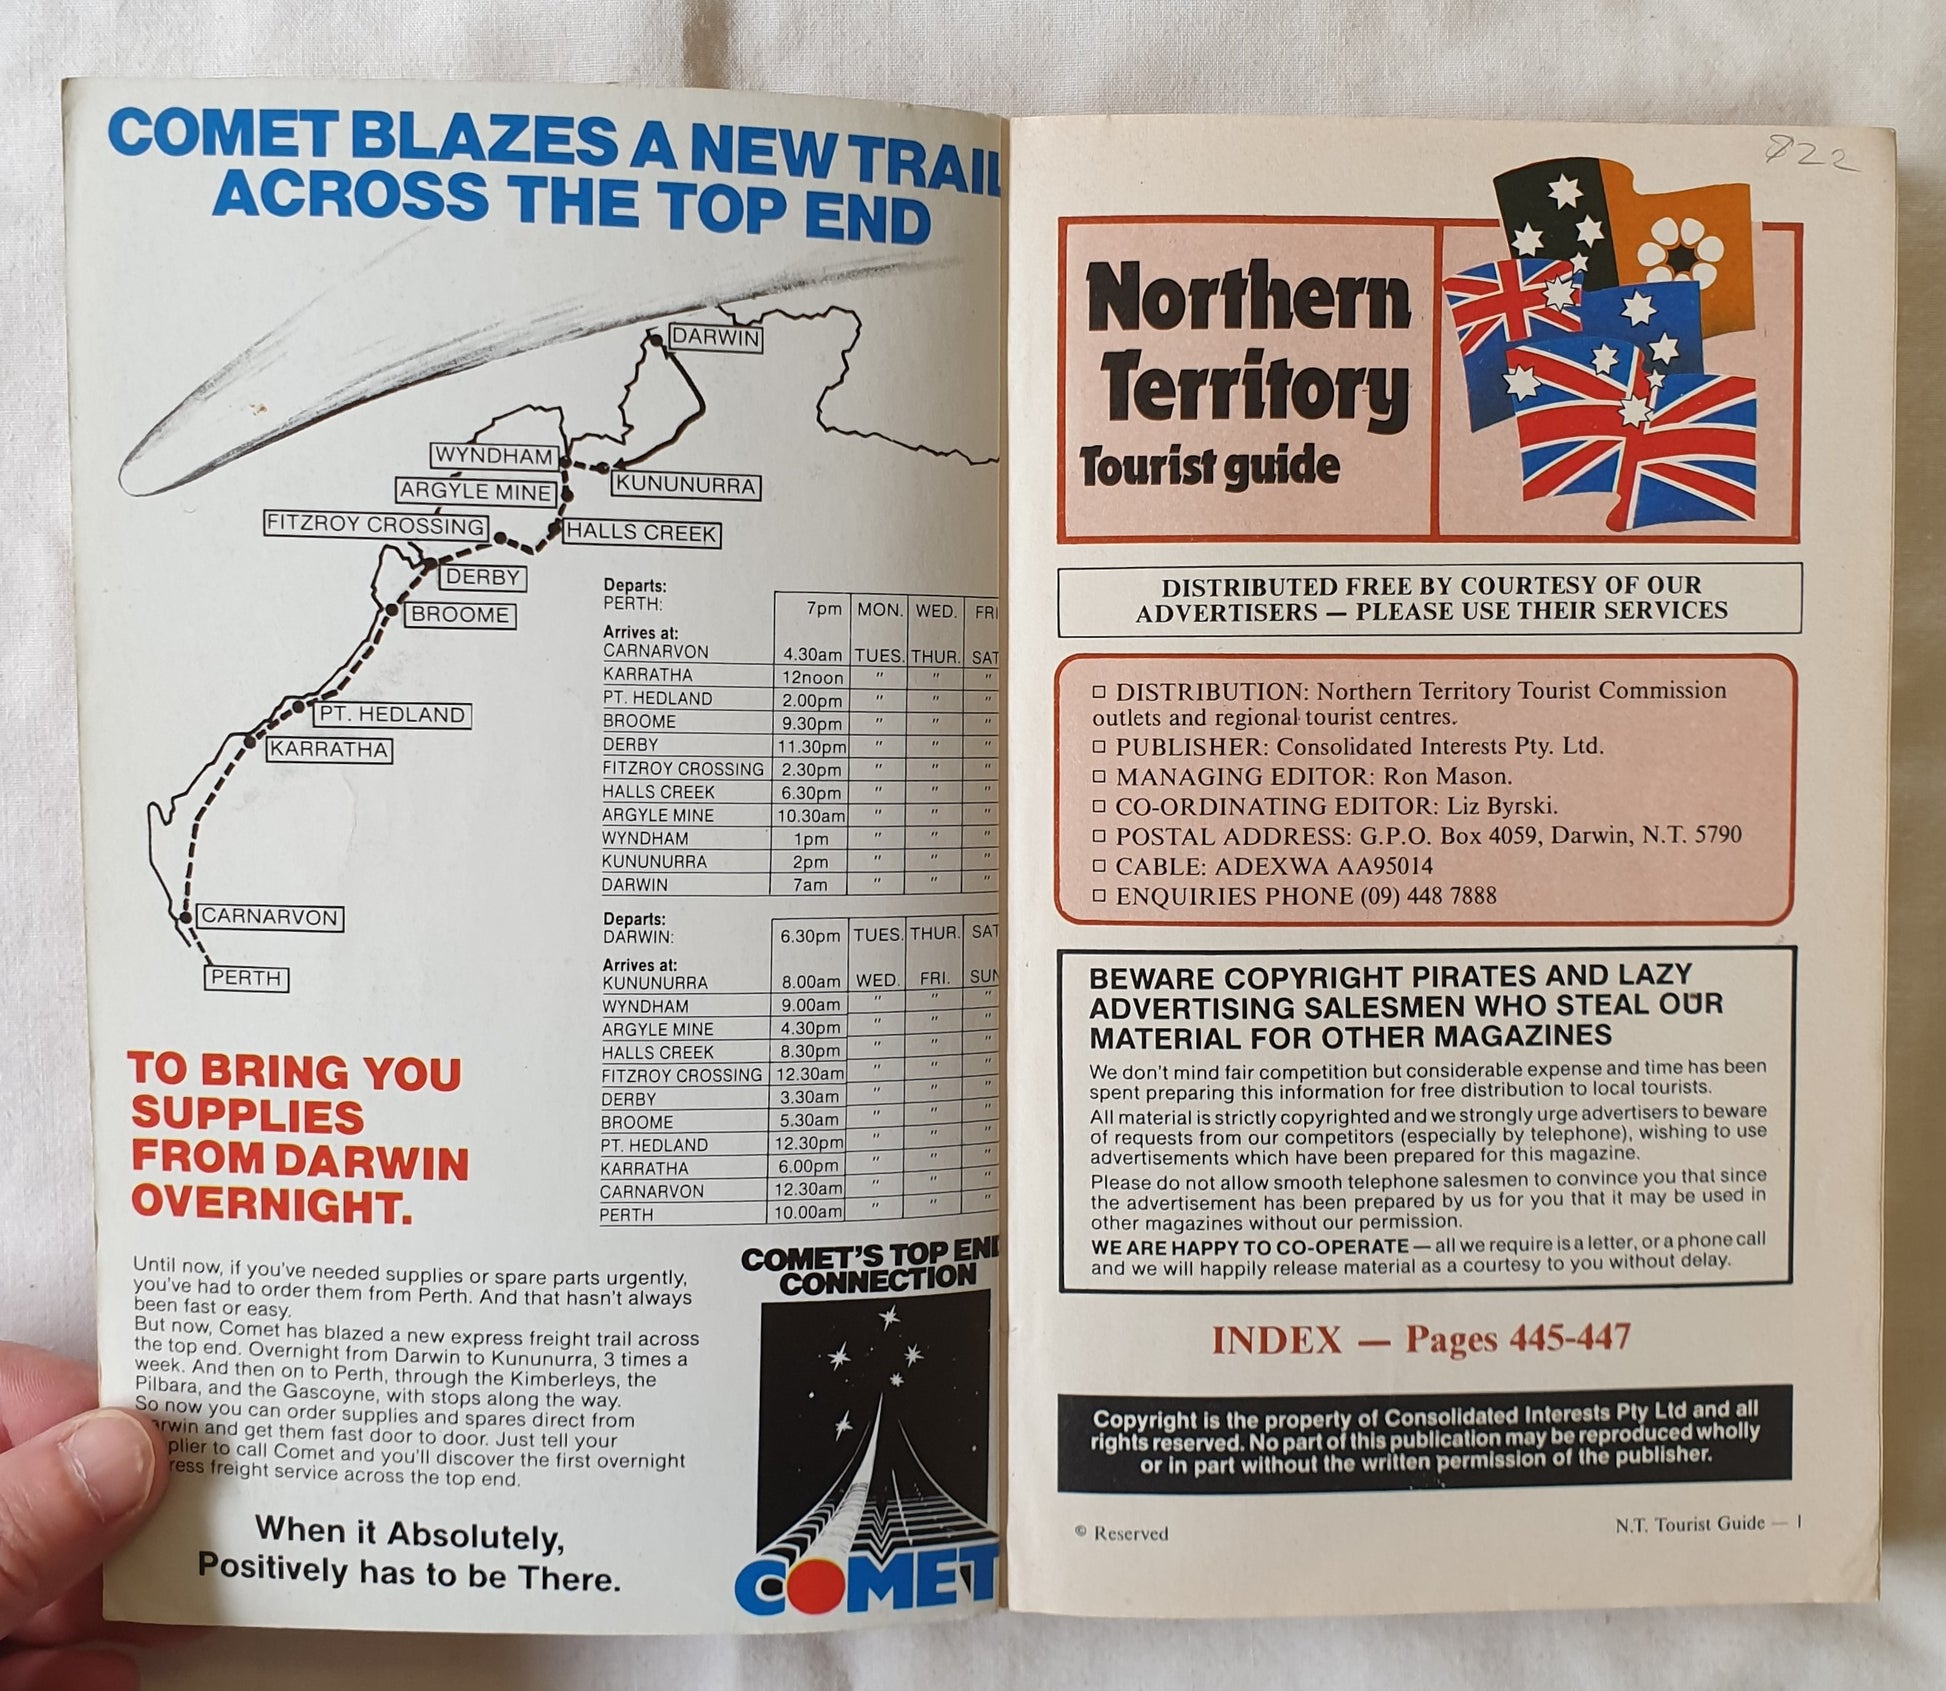 COMET BLAZES A NEW TRAIL
ACROSS THE TOP END
DARWIN
WYNDHAM
KUNUNURRA
ARGYLE MINE
FITZROY CROSSING
HALLS CREEK
DERBY
BROOME
PT. HEDLAND
KARRATHA
CARNARVON
PERTH
Departs:
PERTH: 7pm MON. WED. FRI
Arrives at:
CARNARVON 4.30am TUES. THUR. SAT
KARRATHA 12noon " " "
PT. HEDLAND 2.00pm " " "
BROOME 9.30pm " " "
DERBY 11.30pm " " "
FITZROY CROSSING 2.30pm " " "
HALLS CREEK 6.30pm " " "
ARGYLE MINE 10.30am " " "
WYNDHAM 1pm " " "
KUNUNURRA 2pm " " "
DARWIN 7am " " "
Departs:
DARWIN: 6.30pm TUES. THUR. SAT
Arrives at:
KUNUNURRA 8.00am WED. FRI. SUN
WYNDHAM 9.00am " " "
ARGYLE MINE 4.30pm " " "
HALLS CREEK 8.30pm " " "
FITZROY CROSSING 12.30am " " "
DERBY 3.30am " " "
BROOME 5.30am " " "
PT. HEDLAND 12.30pm " " "
KARRATHA 6.00pm " " "
CARNARVON 12.30am " " "
PERTH 10.00am " " "
TO BRING YOU
SUPPLIES
FROM DARWIN
OVERNIGHT.
Until now, if you've needed supplies or spare parts urgently,
you've had to order them from Perth. And that hasn't always
been fast or easy.
But now, Comet has blazed a new express freight trail across
the top end. Overnight from Darwin to Kununurra, 3 times a
week. And then on to Perth, through the Kimberleys, the
Pilbara, and the Gascoyne, with stops along the way.
So now you can order supplies and spares direct from
arwin and get them fast door to door. Just tell your
plier to call Comet and you'll discover the first overnight
ress freight service across the top end.
When it Absolutely,
Positively has to be There.
COMET'S TOP END
CONNECTION
COMET
822
Northern
Territory
Tourist guide
DISTRIBUTED FREE BY COURTESY OF OUR
ADVERTISERS — PLEASE USE THEIR SERVICES
□ DISTRIBUTION: Northern Territory Tourist Commission
outlets and regional tourist centres.
□ PUBLISHER: Consolidated Interests Pty. Ltd.
□ MANAGING EDITOR: Ron Mason.
□ CO-ORDINATING EDITOR: Liz Byrski.
□ POSTAL ADDRESS: G.P.O. Box 4059, Darwin, N.T. 5790
□ CABLE: ADEXWA AA95014
□ ENQUIRIES PHONE (09) 448 7888
BEWARE COPYRIGHT PIRATES AND LAZY
ADVERTISING SALESMEN WHO STEAL OUR
MATERIAL FOR OTHER MAGAZINES
We don't mind fair competition but considerable expense and time has been
spent preparing this information for free distribution to local tourists.
All material is strictly copyrighted and we strongly urge advertisers to beware
of requests from our competitors (especially by telephone), wishing to use
advertisements which have been prepared for this magazine.
Please do not allow smooth telephone salesmen to convince you that since
the advertisement has been prepared by us for you that it may be used in
other magazines without our permission.
WE ARE HAPPY TO CO-OPERATE — all we require is a letter, or a phone call
and we will happily release material as a courtesy to you without delay.
INDEX — Pages 445-447
Copyright is the property of Consolidated Interests Pty Ltd and all
rights reserved. No part of this publication may be reproduced wholly
or in part without the written permission of the publisher.
© Reserved
N.T. Tourist Guide — 1